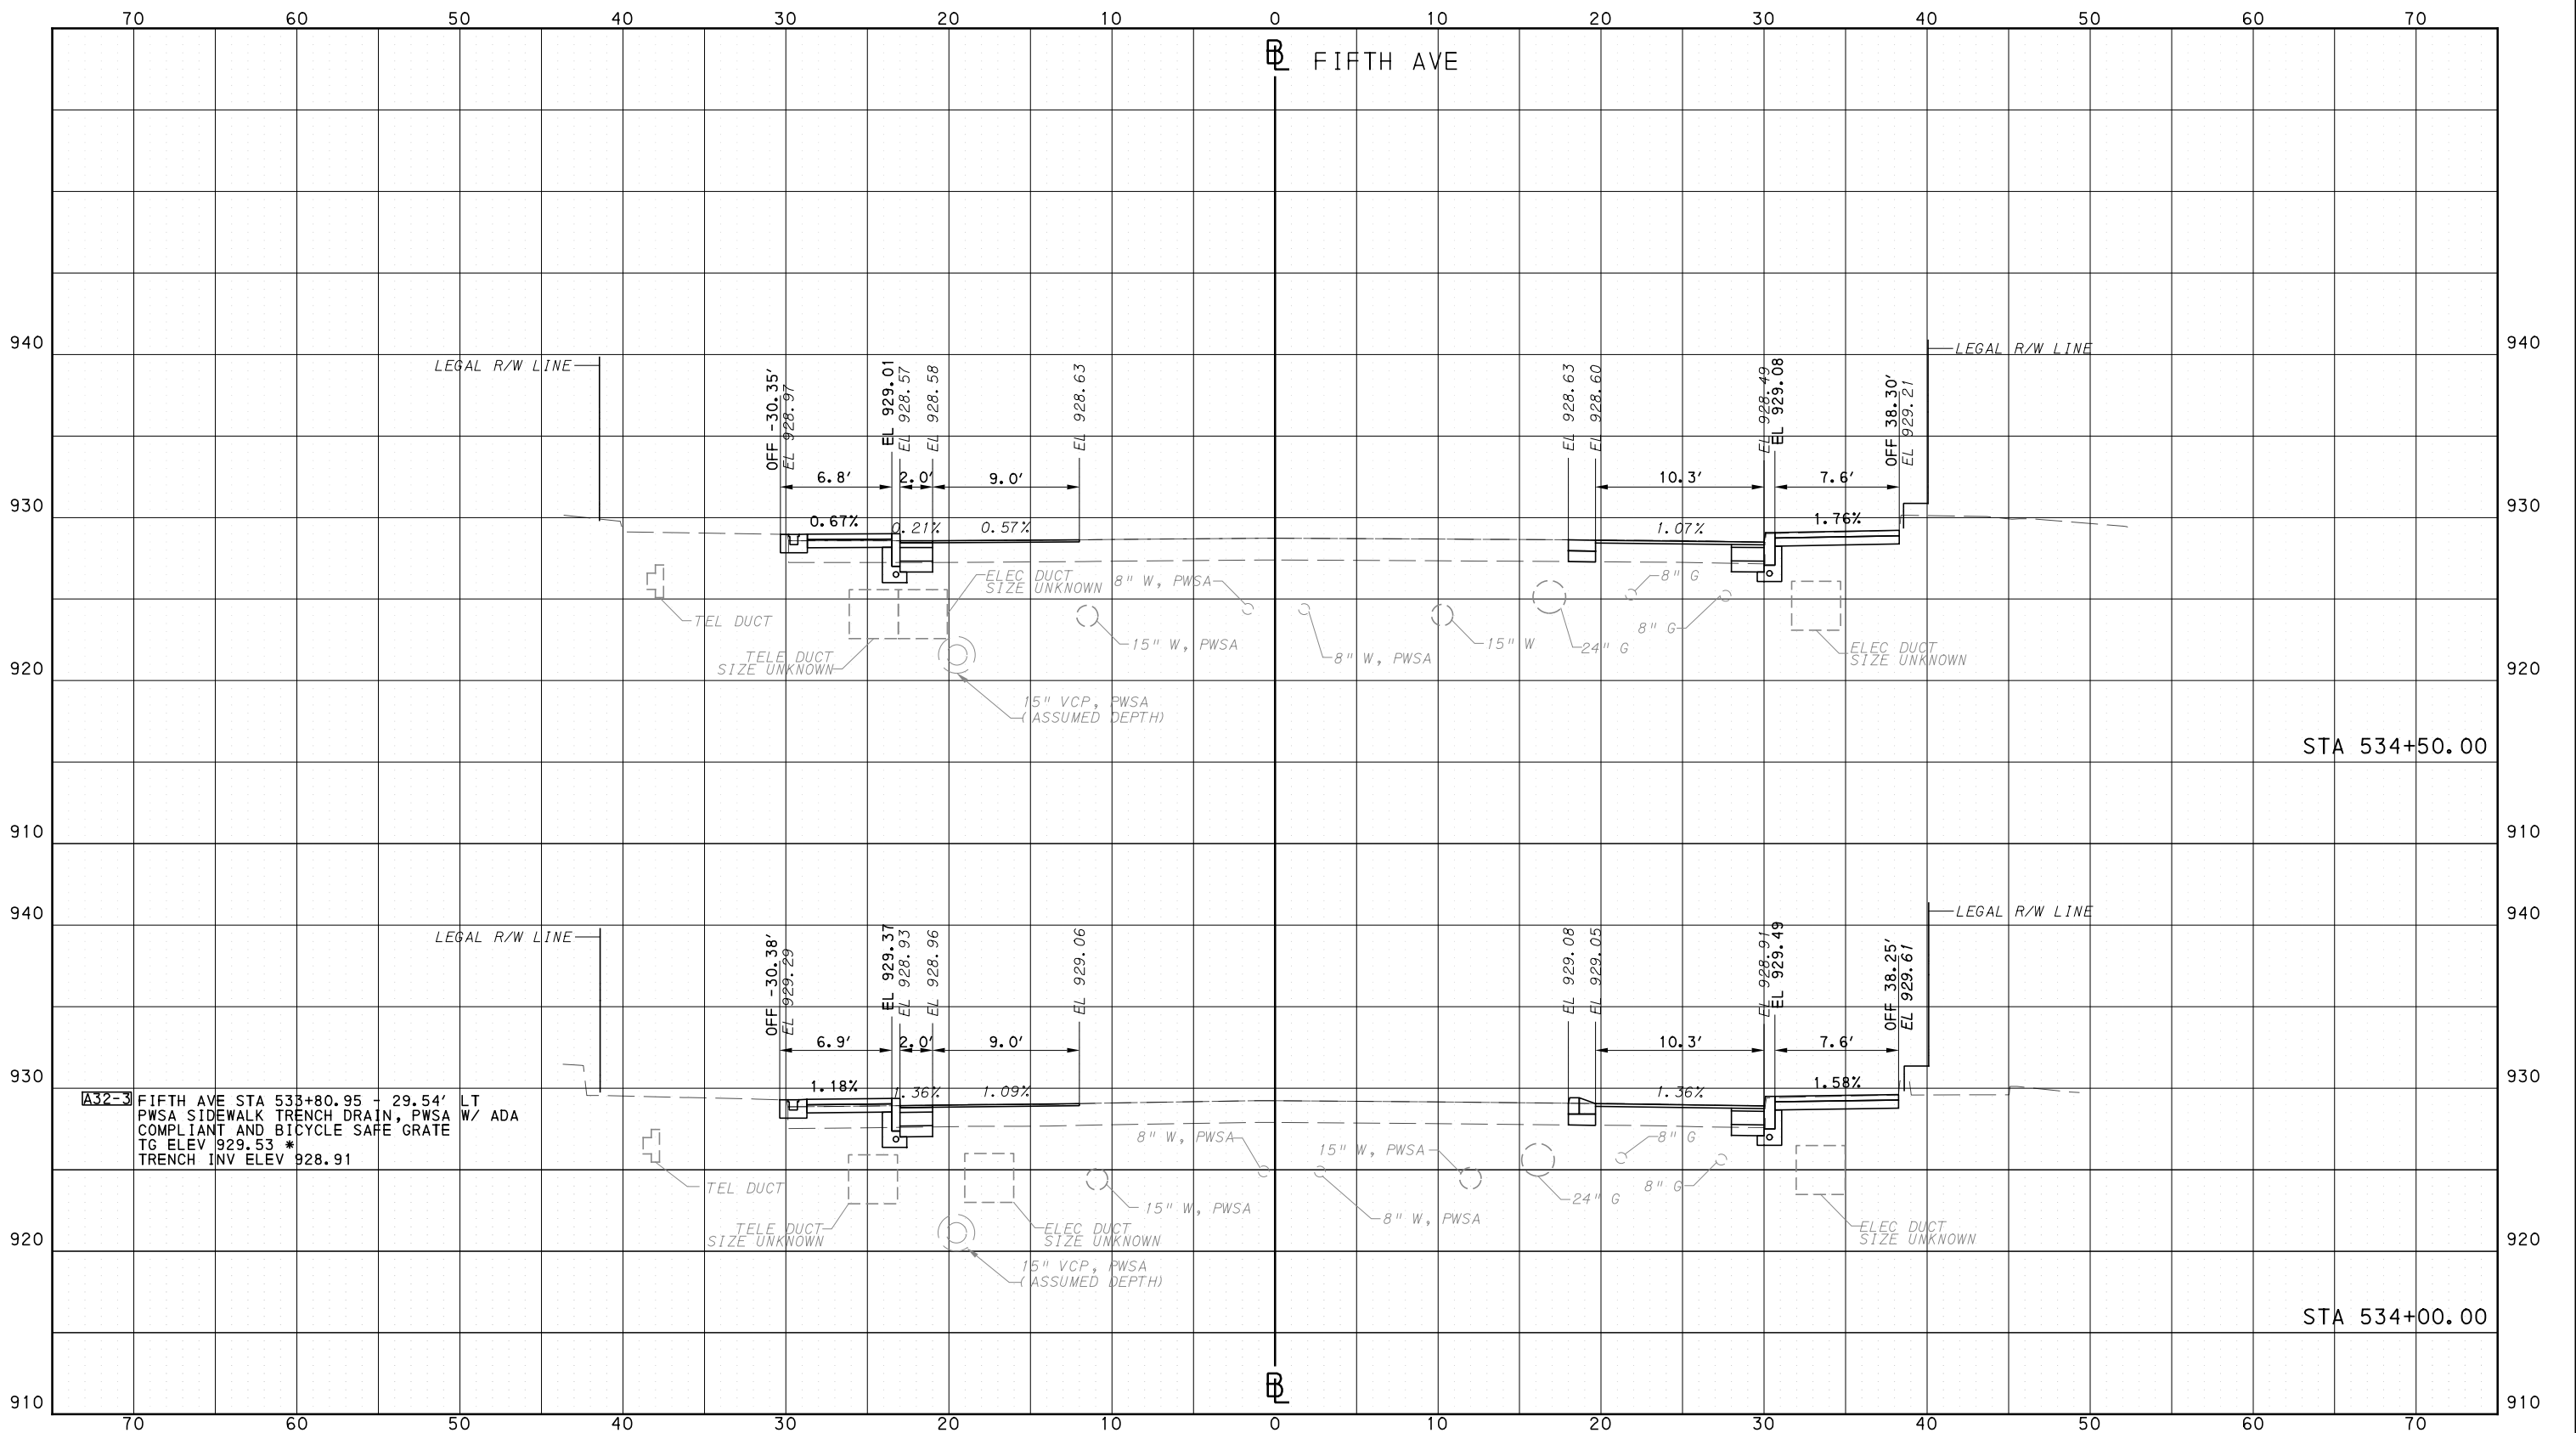 70 60 50 40 30 20 10 0 10 20 30 40 50 60 70
BL FIFTH AVE
940 940
LEGAL R/W LINE
LEGAL R/W LINE
OFF -30.35'
EL 928.97
EL 929.01
EL 928.57
EL 928.58
EL 928.63
EL 928.63
EL 928.60
EL 928.49
EL 929.08
OFF 38.30'
EL 929.21
6.8' 2.0' 9.0' 10.3' 7.6'
930 930
0.67% 0.21% 0.57% 1.07% 1.76%
TEL DUCT
TELE DUCT
SIZE UNKNOWN
ELEC DUCT
SIZE UNKNOWN
8" W, PWSA
15" W, PWSA
8" W, PWSA
15" W
24" G
8" G
8" G
ELEC DUCT
SIZE UNKNOWN
15" VCP, PWSA
(ASSUMED DEPTH)
920 920
STA 534+50.00
910 910
940 940
LEGAL R/W LINE
LEGAL R/W LINE
OFF -30.38'
EL 929.29
EL 929.37
EL 928.93
EL 928.96
EL 929.06
EL 929.08
EL 929.05
EL 928.91
EL 929.49
OFF 38.25'
EL 929.61
6.9' 2.0' 9.0' 10.3' 7.6'
930 930
1.18% 1.36% 1.09% 1.36% 1.58%
A32-3 FIFTH AVE STA 533+80.95 - 29.54' LT
PWSA SIDEWALK TRENCH DRAIN, PWSA W/ ADA
COMPLIANT AND BICYCLE SAFE GRATE
TG ELEV 929.53 *
TRENCH INV ELEV 928.91
TEL DUCT
TELE DUCT
SIZE UNKNOWN
ELEC DUCT
SIZE UNKNOWN
8" W, PWSA
15" W, PWSA
8" W, PWSA
15" W, PWSA
24" G
8" G
8" G
ELEC DUCT
SIZE UNKNOWN
15" VCP, PWSA
(ASSUMED DEPTH)
920 920
STA 534+00.00
BL
910 910
70 60 50 40 30 20 10 0 10 20 30 40 50 60 70